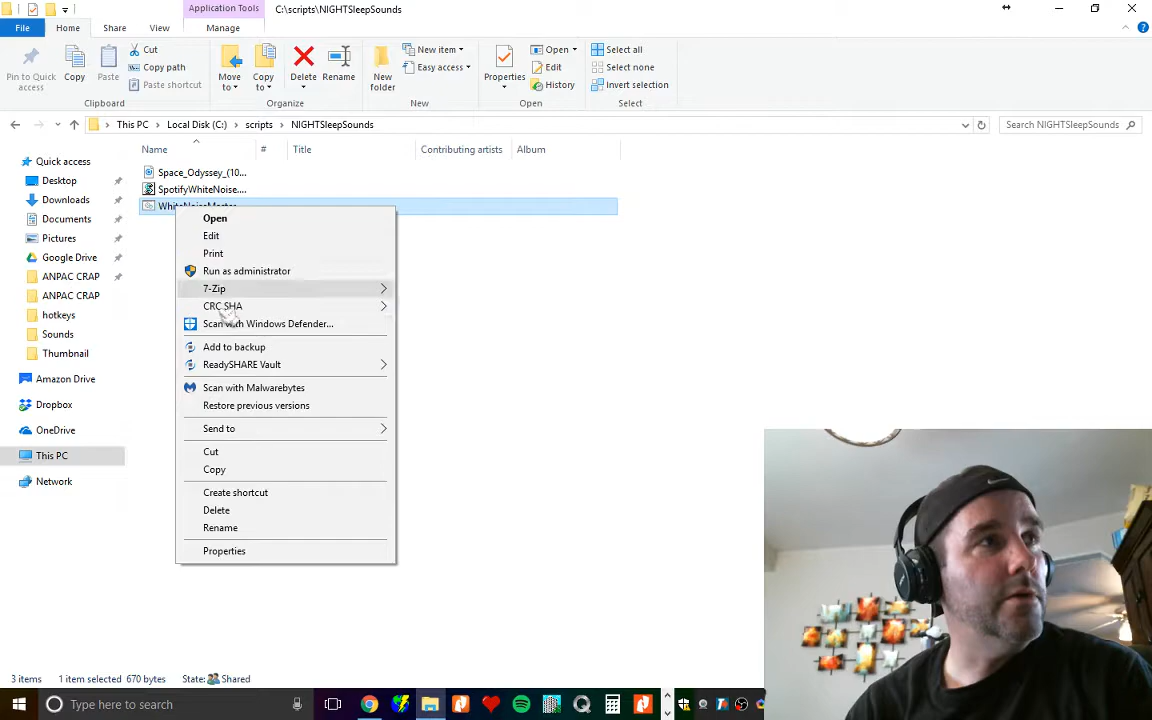 Application Tools
C:\scripts\NIGHTSleepSounds
File
Home
Share
View
Manage
Pin to Quick access
Copy
Paste
Cut
Copy path
Paste shortcut
Clipboard
Move to
Copy to
Delete
Rename
Organize
New folder
New item
Easy access
New
Properties
Open
Edit
History
Open
Select all
Select none
Invert selection
Select
This PC
Local Disk (C:)
scripts
NIGHTSleepSounds
Search NIGHTSleepSounds
Name
#
Title
Contributing artists
Album
Quick access
Desktop
Downloads
Documents
Pictures
Google Drive
ANPAC CRAP
ANPAC CRAP
hotkeys
Sounds
Thumbnail
Amazon Drive
Dropbox
OneDrive
This PC
Network
Space_Odyssey_(10...
SpotifyWhiteNoise....
WhiteNoiseMaster
Open
Edit
Print
Run as administrator
7-Zip
CRC SHA
Scan with Windows Defender...
Add to backup
ReadySHARE Vault
Scan with Malwarebytes
Restore previous versions
Send to
Cut
Copy
Create shortcut
Delete
Rename
Properties
3 items
1 item selected 670 bytes
State:
Shared
Type here to search